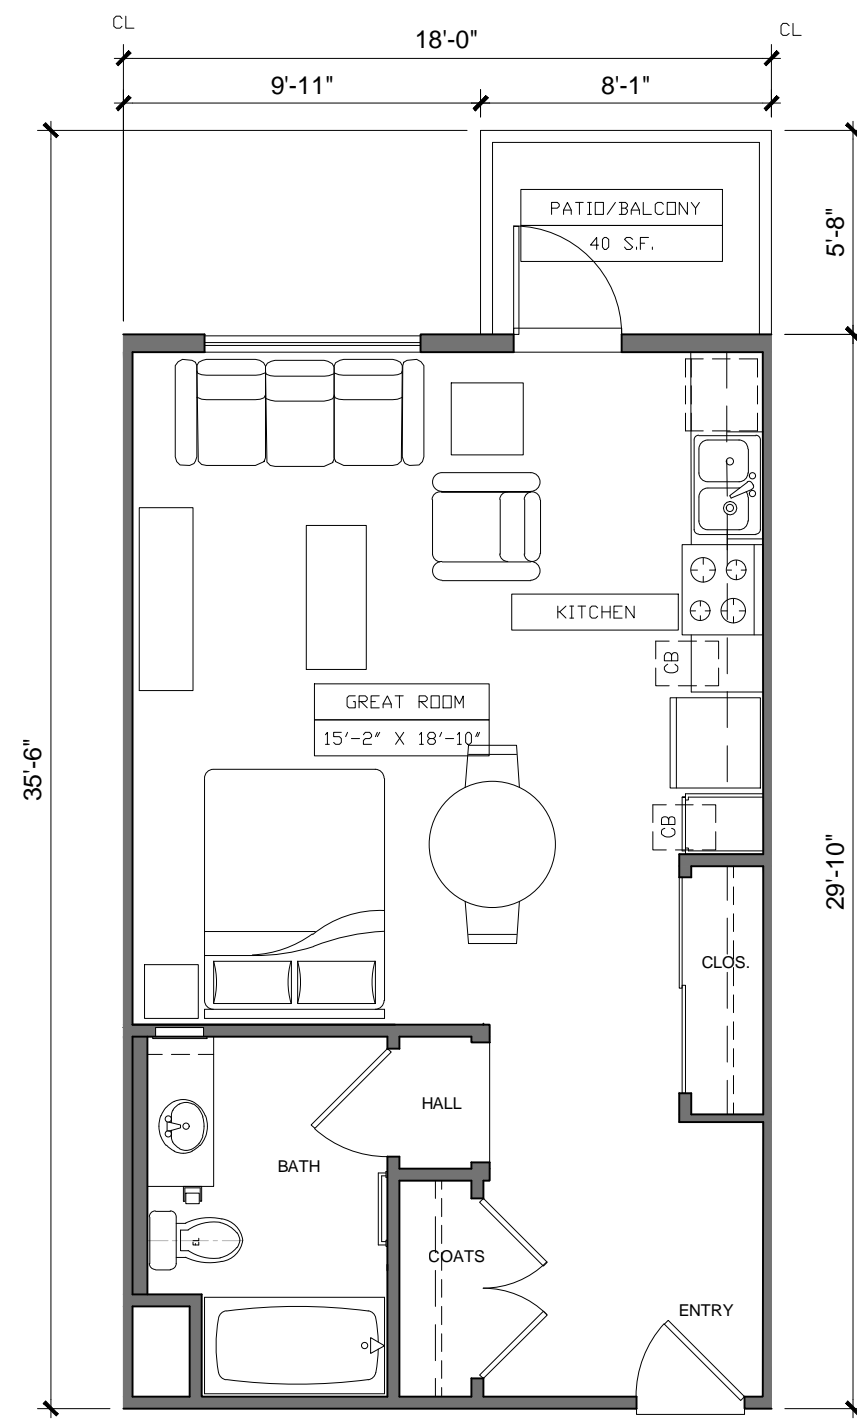 CL
CL
18'-0"
9'-11"
8'-1"
PATIO/BALCONY
40 S.F.
5'-8"
KITCHEN
CB
GREAT ROOM
15'-2" X 18'-10"
35'-6"
CB
29'-10"
CLOS.
HALL
BATH
EL
COATS
ENTRY